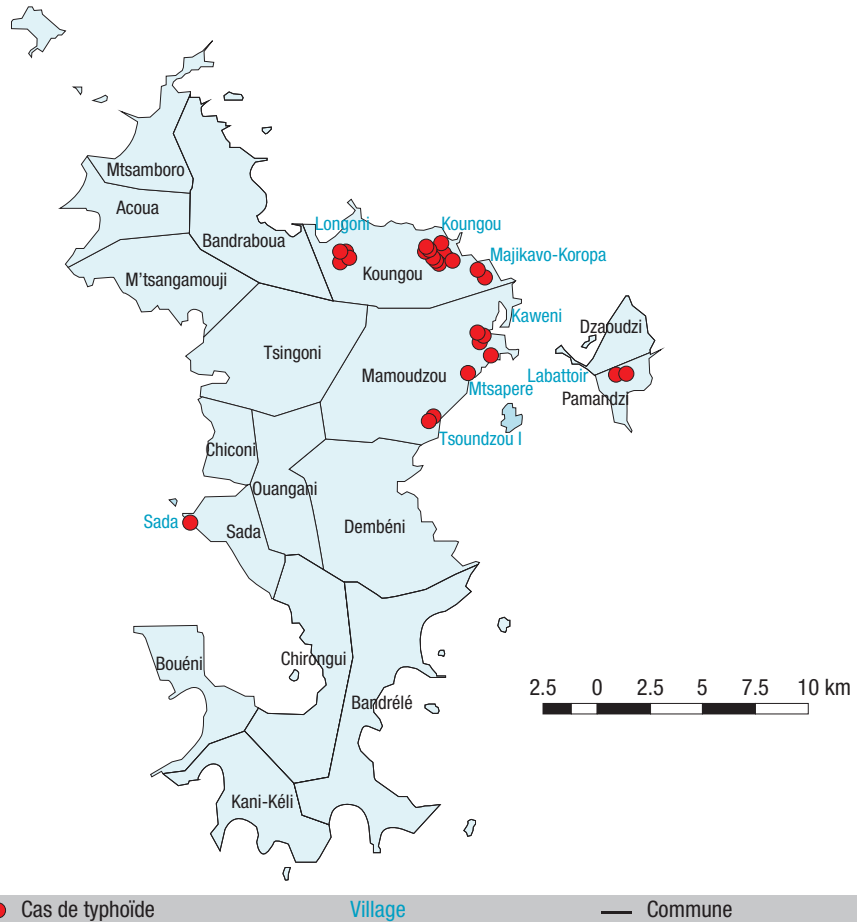 Mtsamboro
Acoua
Bandraboua
M'tsangamouji
Longoni
Koungou
Koungou
Majikavo-Koropa
Kaweni
Dzaoudzi
Tsingoni
Mamoudzou
Labattoir
Mtsapere
Pamandzi
Tsoundzou I
Chiconi
Ouangani
Sada
Sada
Dembéni
Bouéni
Chirongui
Bandrélé
2.5 0 2.5 5 7.5 10 km
Kani-Kéli
Cas de typhoïde Village Commune